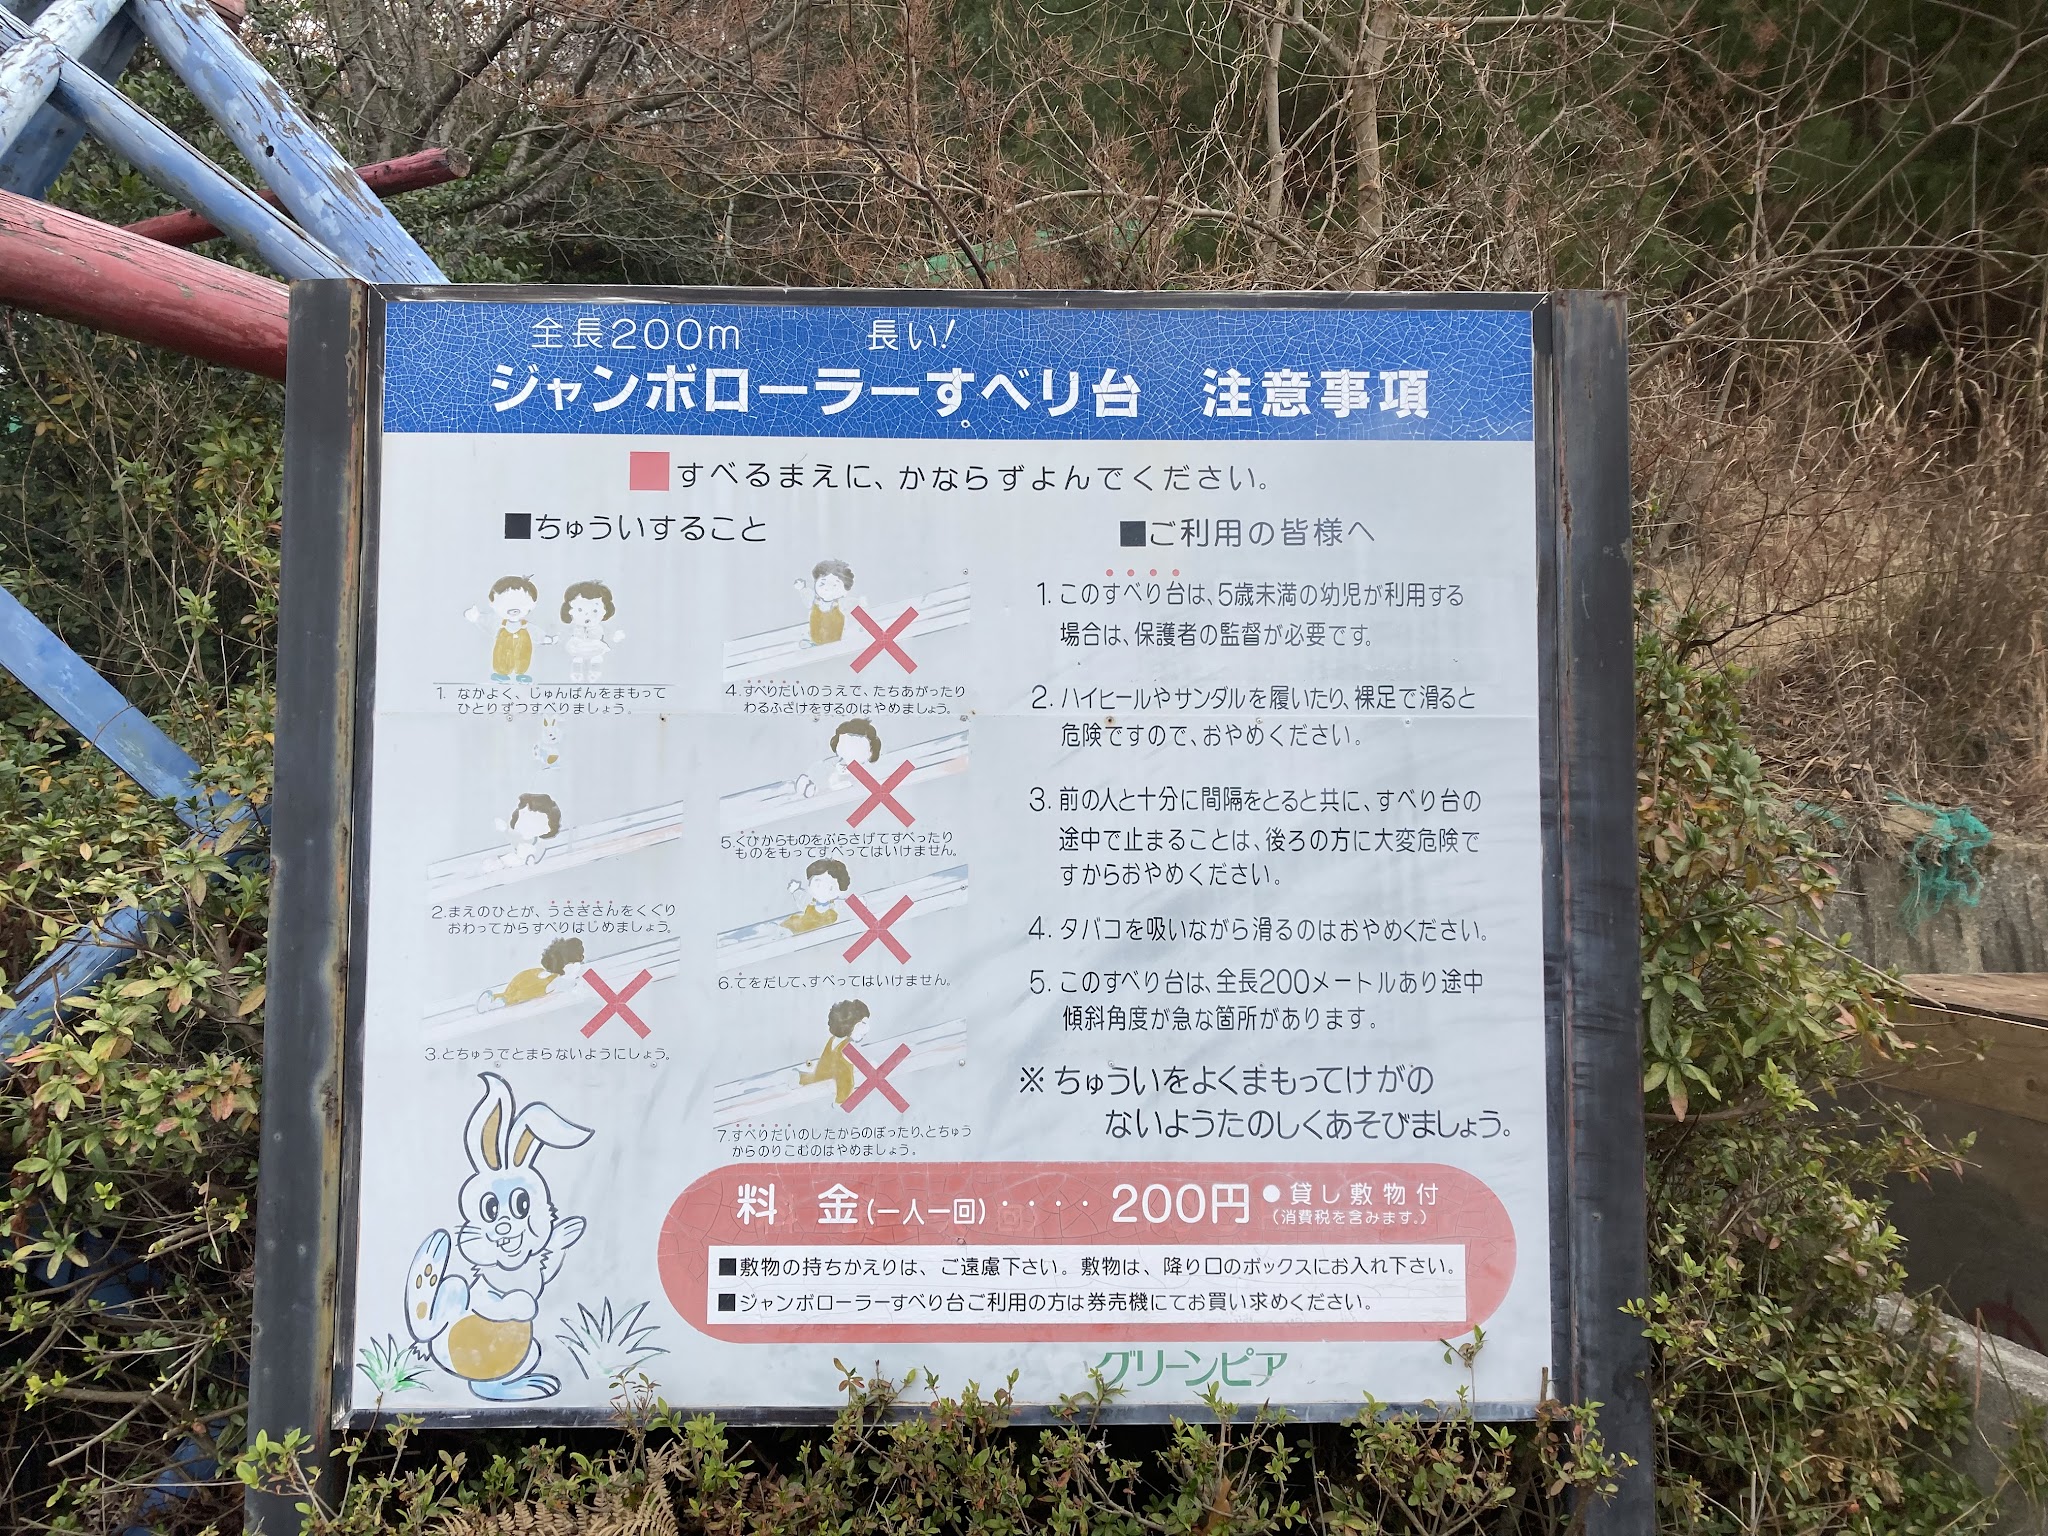 全長200m 長い!
ジャンボローラーすべり台 注意事項
■すべるまえに、かならずよんでください。
■ちゅういすること
1. なかよく、じゅんばんをまもって
ひとりずつすべりましょう。
2.まえのひとが、うさぎさんをくぐり
おわってからすべりはじめましょう。
3.とちゅうでとまらないようにしよう。
4.すべりだいのうえで、たちあがったり
わるふざけをするのはやめましょう。
5.くびからものをぶらさげてすべったり
ものをもってすべってはいけません。
6.てをだして、すべってはいけません。
7.すべりだいのしたからのぼったり、とちゅう
からのりこむのはやめましょう。
■ご利用の皆様へ
1.このすべり台は、5歳未満の幼児が利用する
場合は、保護者の監督が必要です。
2.ハイヒールやサンダルを履いたり、裸足で滑ると
危険ですので、おやめください。
3.前の人と十分に間隔をとると共に、すべり台の
途中で止まることは、後ろの方に大変危険で
すからおやめください。
4.タバコを吸いながら滑るのはおやめください。
5.このすべり台は、全長200メートルあり途中
傾斜角度が急な箇所があります。
※ちゅういをよくまもってけがの
ないようたのしくあそびましょう。
料 金(一人一回)・・・・200円●貸し敷物付
(消費税を含みます。)
■敷物の持ちかえりは、ご遠慮下さい。敷物は、降り口のボックスにお入れ下さい。
■ジャンボローラーすべり台ご利用の方は券売機にてお買い求めください。
グリーンピア